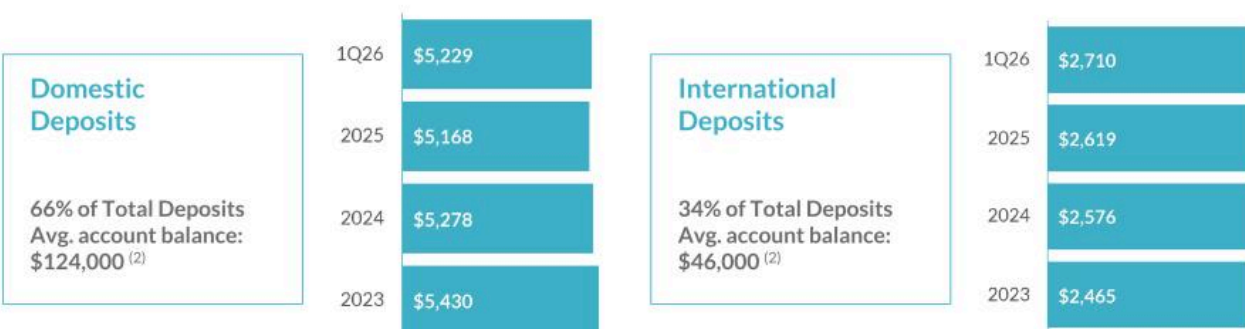 Domestic
Deposits
66% of Total Deposits
Avg. account balance:
$124,000 (2)
1Q26 $5,229
2025 $5,168
2024 $5,278
2023 $5,430
International
Deposits
34% of Total Deposits
Avg. account balance:
$46,000 (2)
1Q26 $2,710
2025 $2,619
2024 $2,576
2023 $2,465